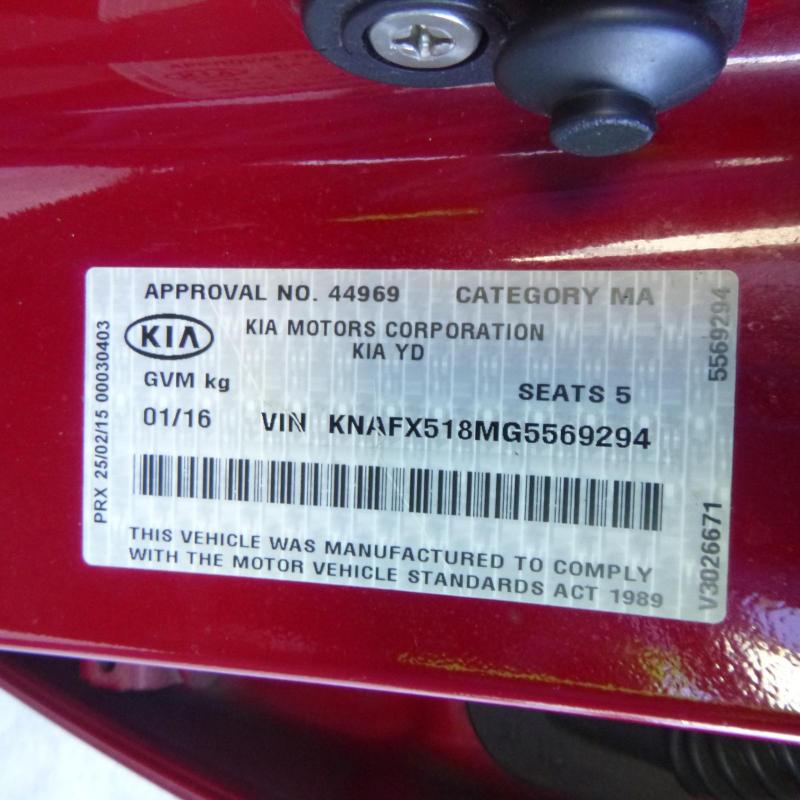 APPROVAL NO. 44969 CATEGORY MA
KIA
KIA MOTORS CORPORATION
KIA YD
GVM kg
SEATS 5
01/16 VIN KNAFX518MG5569294
THIS VEHICLE WAS MANUFACTURED TO COMPLY
WITH THE MOTOR VEHICLE STANDARDS ACT 1989
PRX 25/02/15 00030403
5569294
V3026671